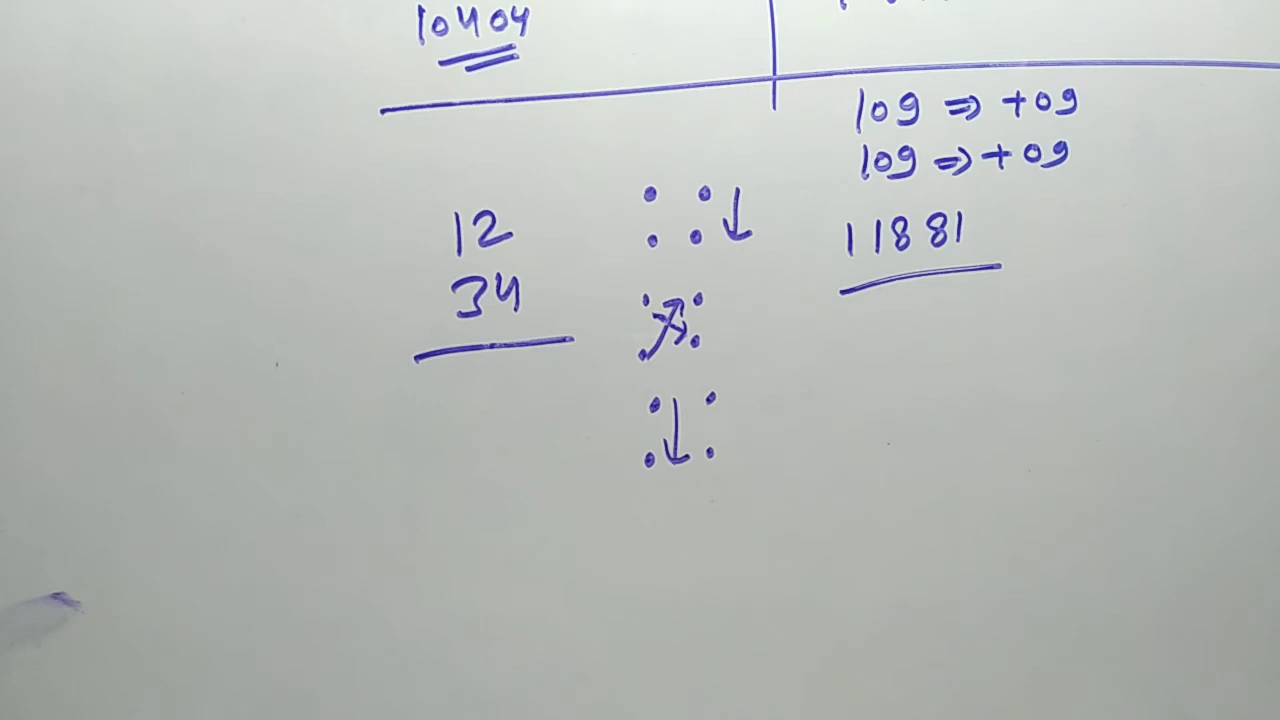 10404
109 ⇒ +09
109 ⇒ +09
11881
12
34